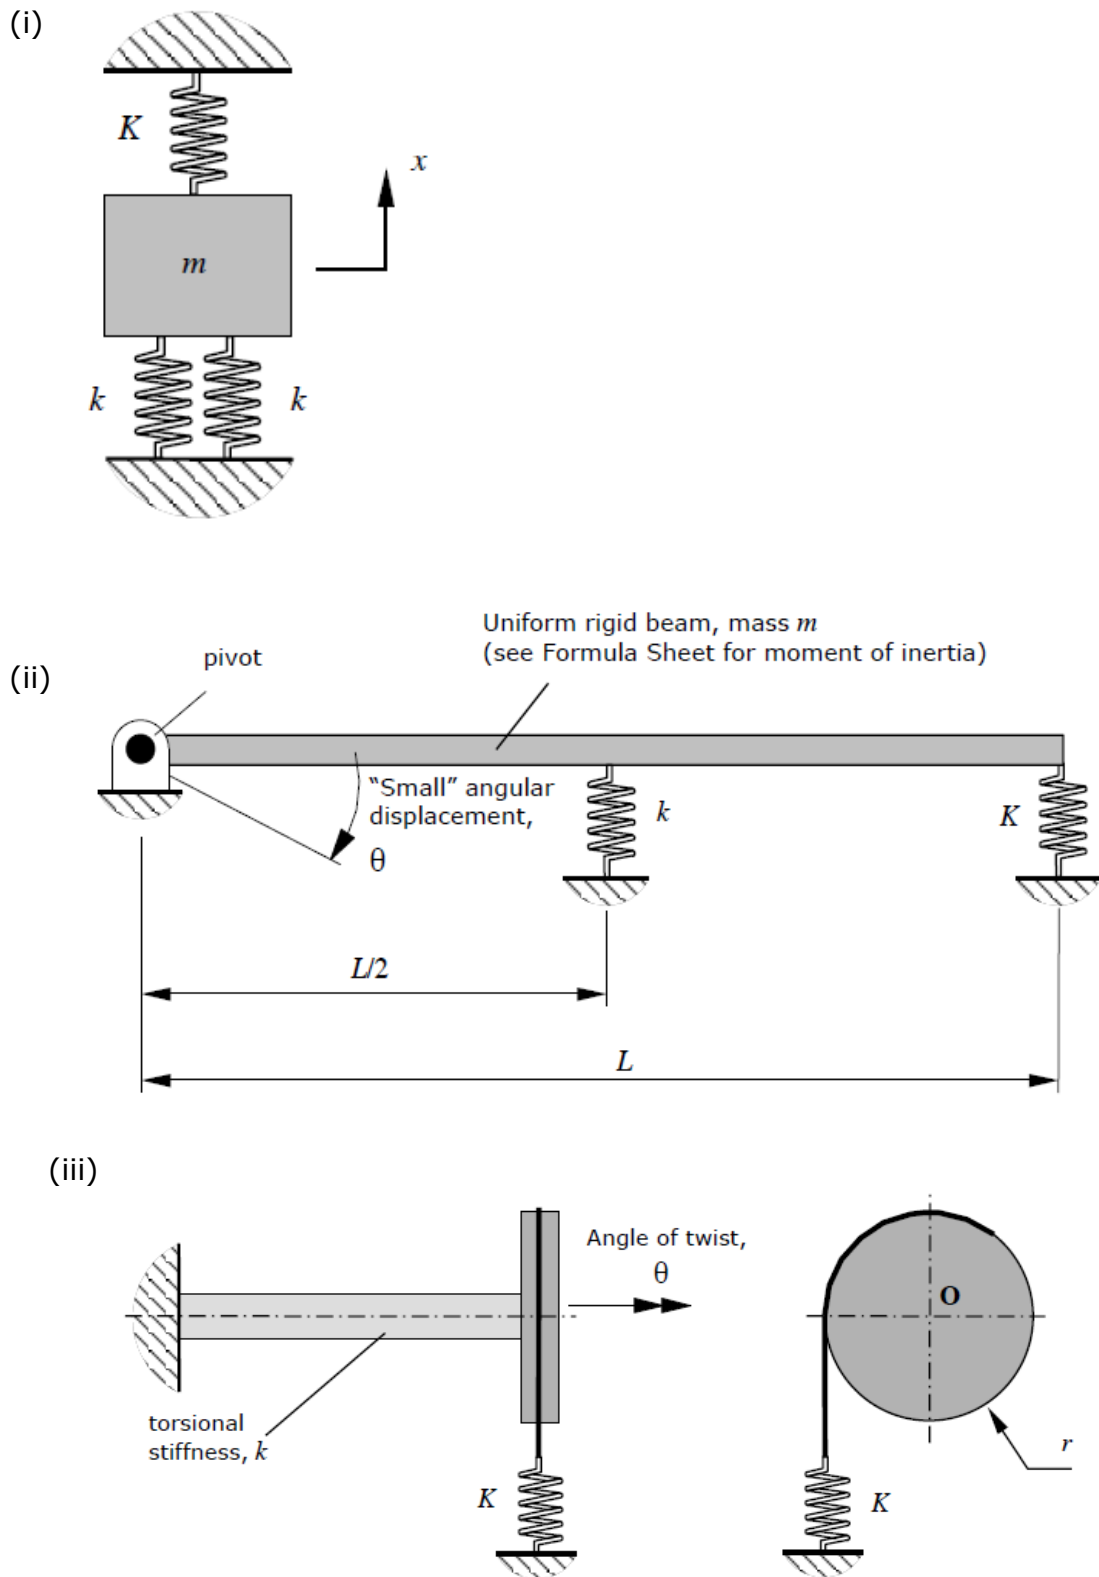 (i)
K
x
m
k
k
Uniform rigid beam, mass m
(see Formula Sheet for moment of inertia)
pivot
(ii)
“Small” angular
displacement,
θ
k
K
L/2
L
(iii)
Angle of twist,
θ
O
torsional
stiffness, k
r
K
K